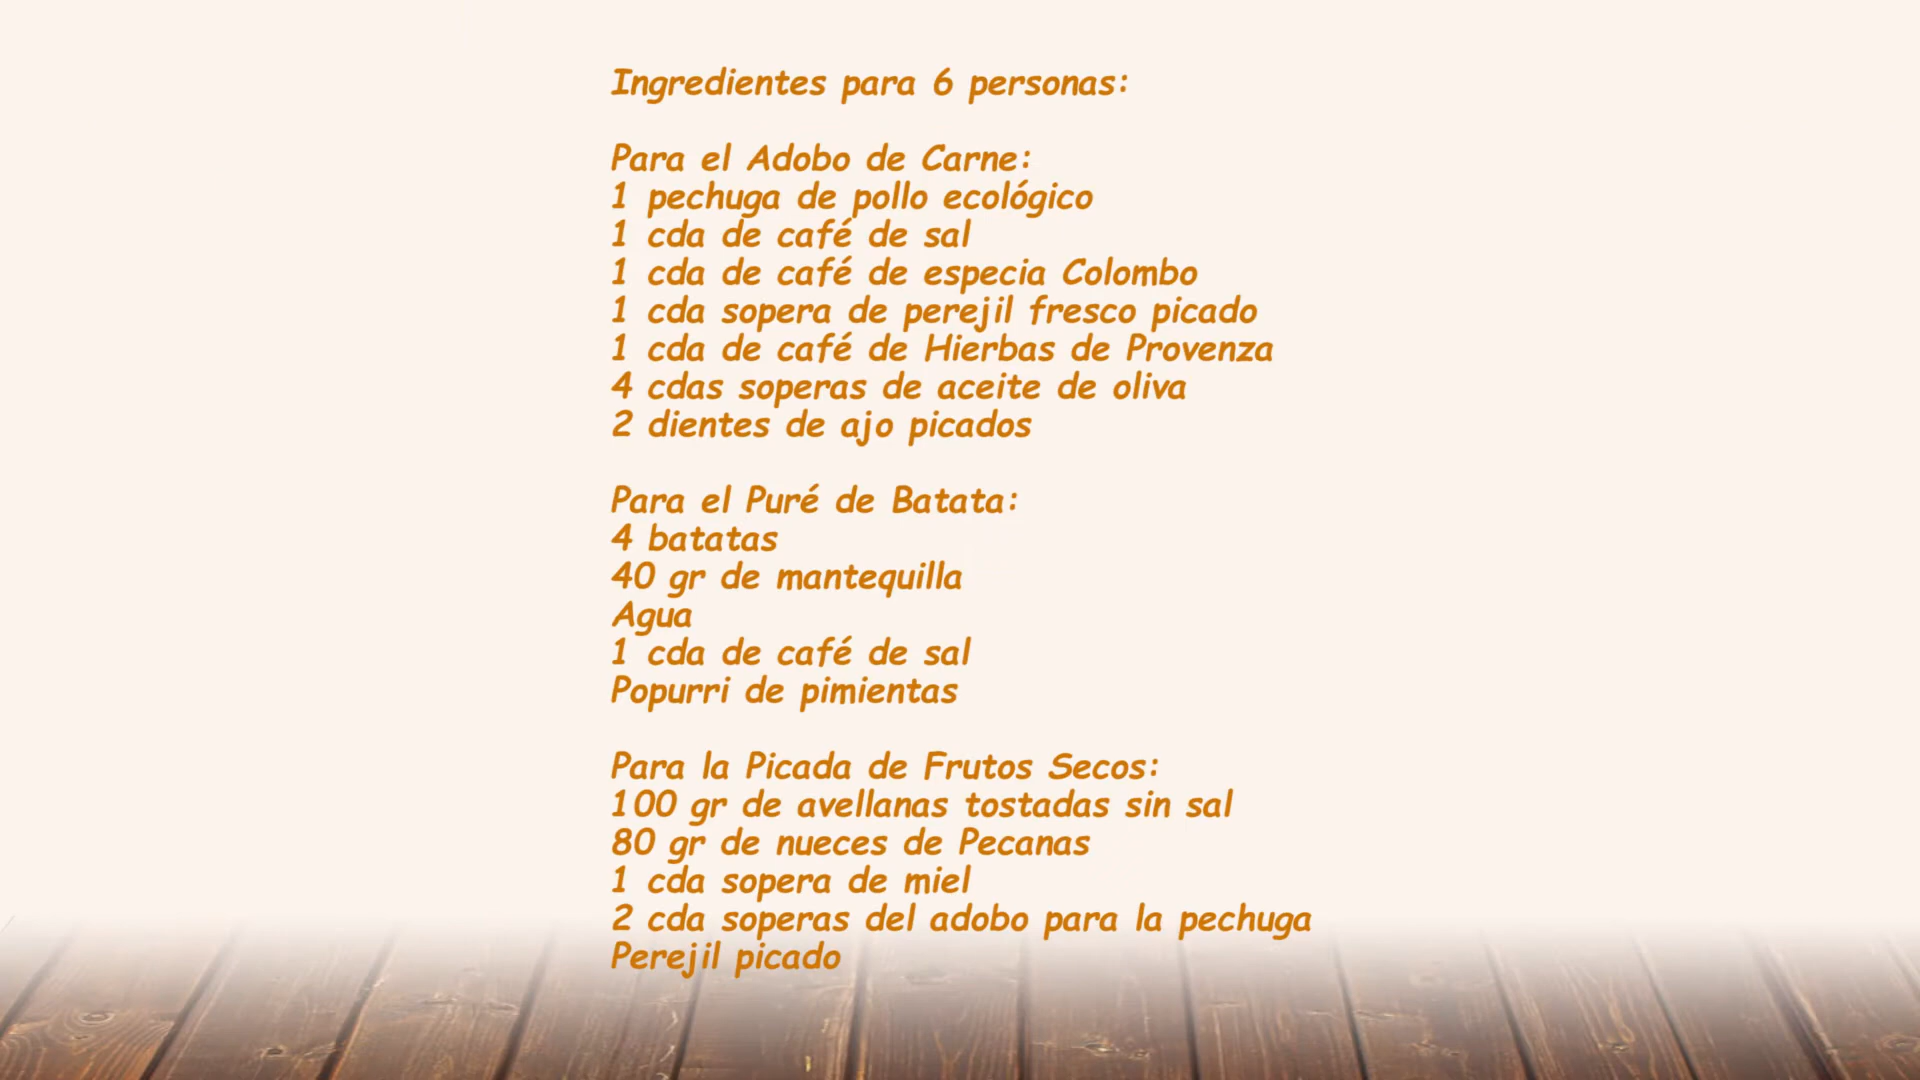 Ingredientes para 6 personas:
Para el Adobo de Carne:
1 pechuga de pollo ecológico
1 cda de café de sal
1 cda de café de especia Colombo
1 cda sopera de perejil fresco picado
1 cda de café de Hierbas de Provenza
4 cdas soperas de aceite de oliva
2 dientes de ajo picados
Para el Puré de Batata:
4 batatas
40 gr de mantequilla
Agua
1 cda de café de sal
Popurri de pimientas
Para la Picada de Frutos Secos:
100 gr de avellanas tostadas sin sal
80 gr de nueces de Pecanas
1 cda sopera de miel
2 cda soperas del adobo para la pechuga
Perejil picado